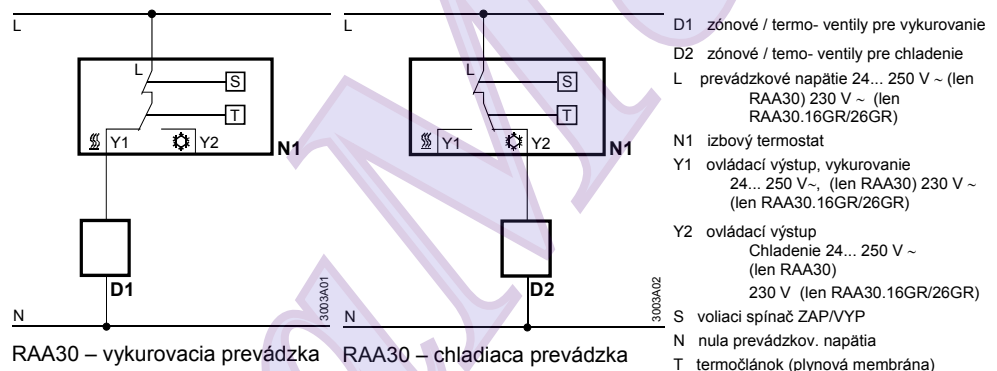 L
L
S
T
Y1
Y2
N1
D1
3003A01
N
RAA30 – vykurovacia prevádzka
L
L
S
T
Y1
Y2
N1
D2
3003A02
N
RAA30 – chladiaca prevádzka
D1 zónové / termo- ventily pre vykurovanie
D2 zónové / temo- ventily pre chladenie
L prevádzkové napätie 24... 250 V ~ (len
RAA30) 230 V ~ (len
RAA30.16GR/26GR)
N1 izbový termostat
Y1 ovládací výstup, vykurovanie
24... 250 V~, (len RAA30) 230 V ~
(len RAA30.16GR/26GR)
Y2 ovládací výstup
Chladenie 24... 250 V ~
(len RAA30)
230 V (len RAA30.16GR/26GR)
S voliaci spínač ZAP/VYP
N nula prevádzkov. napätia
T termočlánok (plynová membrána)